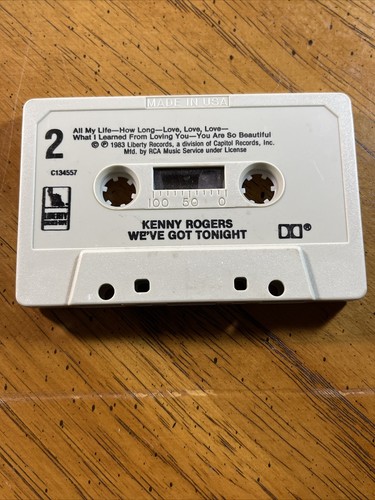 MADE IN USA
2
All My Life—How Long—Love, Love, Love—
What I Learned From Loving You—You Are So Beautiful
© ℗ 1983 Liberty Records, a division of Capitol Records, Inc.
Mfd. by RCA Music Service under License
C134557
100 50 0
LIBERTY
KENNY ROGERS
WE'VE GOT TONIGHT